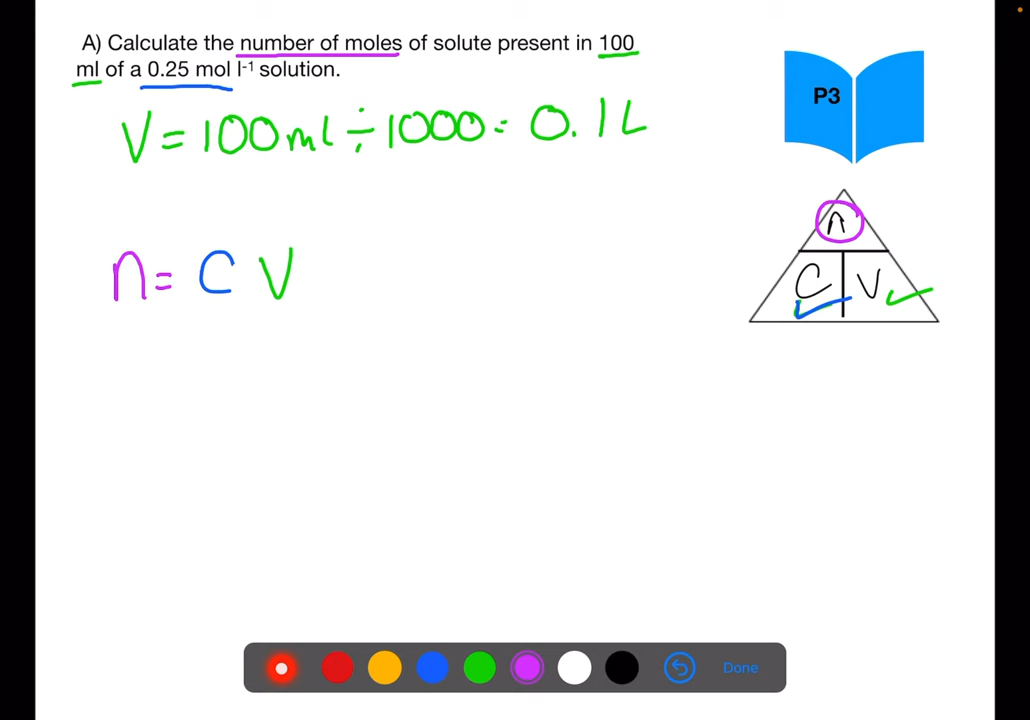 A) Calculate the number of moles of solute present in 100
ml of a 0.25 mol l⁻¹ solution.
P3
V = 100ml ÷ 1000 = 0.1L
n
n = C V
C V
Done